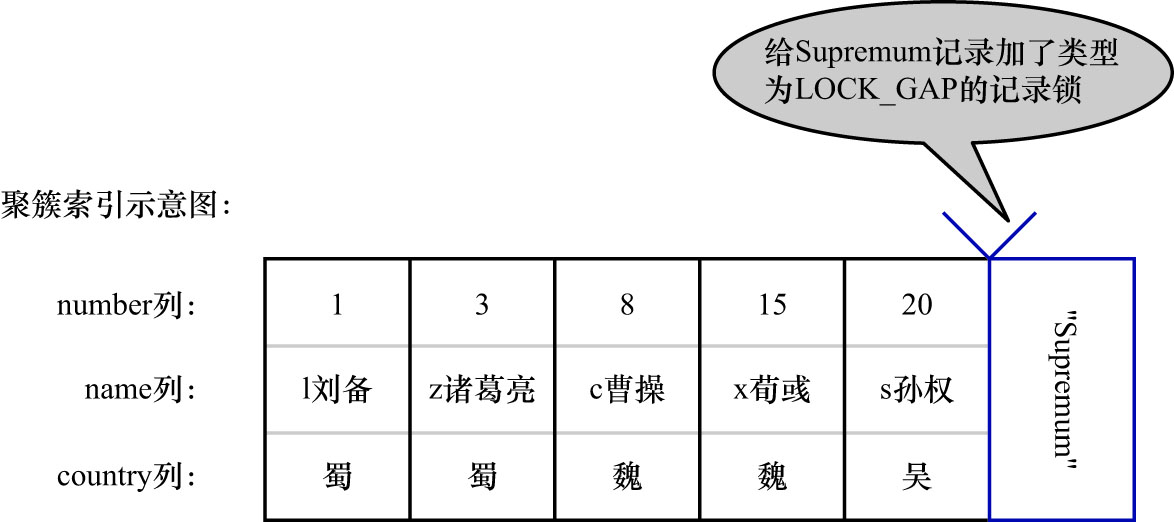 给Supremum记录加了类型
为LOCK_GAP的记录锁
聚簇索引示意图：
number列： 1 3 8 15 20
name列： l刘备 z诸葛亮 c曹操 x荀彧 s孙权
country列： 蜀 蜀 魏 魏 吴
"Supremum"